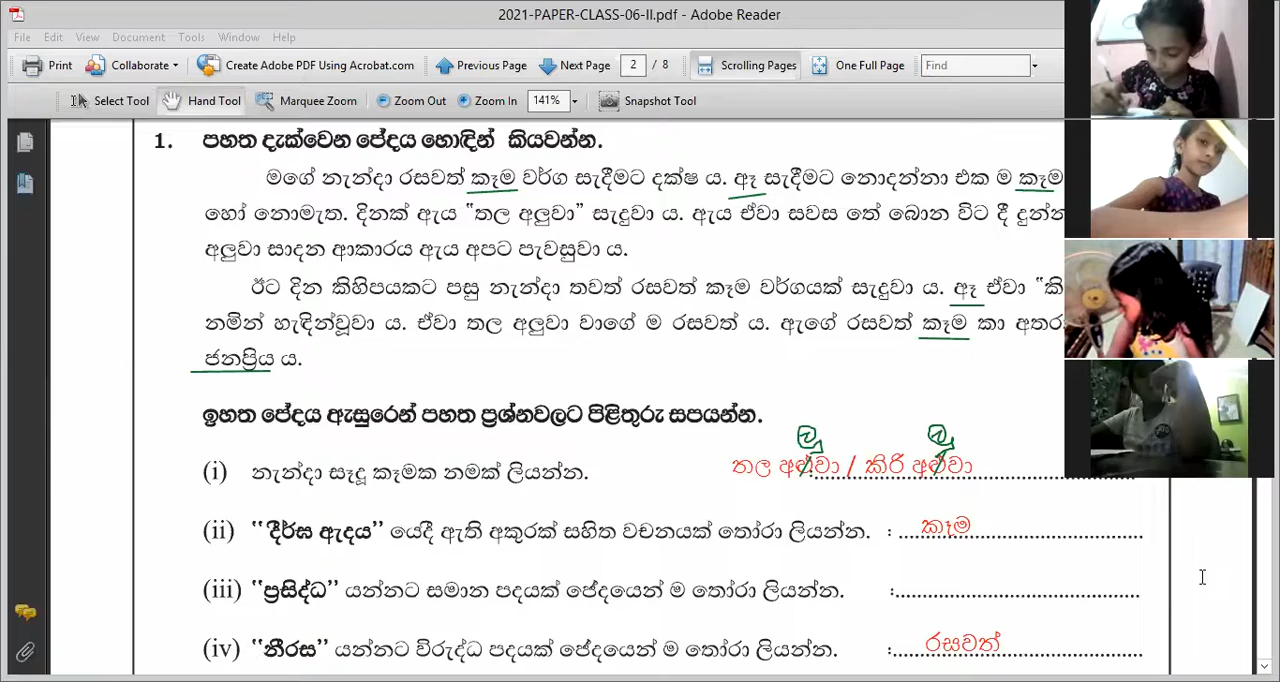 2021-PAPER-CLASS-06-II.pdf - Adobe Reader
File Edit View Document Tools Window Help
Print Collaborate Create Adobe PDF Using Acrobat.com Previous Page Next Page 2 / 8 Scrolling Pages One Full Page Find
Select Tool Hand Tool Marquee Zoom Zoom Out Zoom In 141% Snapshot Tool
1. පහත දැක්වෙන ඡේදය හොඳින් කියවන්න.
මගේ නැන්දා රසවත් කෑම වර්ග සැදීමට දක්ෂ ය. ඈ සැදීමට නොදන්නා එක ම කෑම
හෝ නොමැත. දිනක් ඇය "තල අලුවා" සැදුවා ය. ඇය ඒවා සවස තේ බොන විට දී දුන්න
අලුවා සාදන ආකාරය ඇය අපට පැවසුවා ය.
ඊට දින කිහිපයකට පසු නැන්දා තවත් රසවත් කෑම වර්ගයක් සැදුවා ය. ඈ ඒවා "කි
නමින් හැඳින්වූවා ය. ඒවා තල අලුවා වාගේ ම රසවත් ය. ඇගේ රසවත් කෑම කා අතර
ජනප්‍රිය ය.
ඉහත ඡේදය ඇසුරෙන් පහත ප්‍රශ්නවලට පිළිතුරු සපයන්න.
ලු ලු
(i) නැන්දා සෑදූ කෑමක නමක් ලියන්න. තල අළුවා / කිරි අළුවා
(ii) "දීර්ඝ ඇදය" යෙදී ඇති අකුරක් සහිත වචනයක් තෝරා ලියන්න. : කෑම
(iii) "ප්‍රසිද්ධ" යන්නට සමාන පදයක් ඡේදයෙන් ම තෝරා ලියන්න. :
(iv) "නීරස" යන්නට විරුද්ධ පදයක් ඡේදයෙන් ම තෝරා ලියන්න. : රසවත්